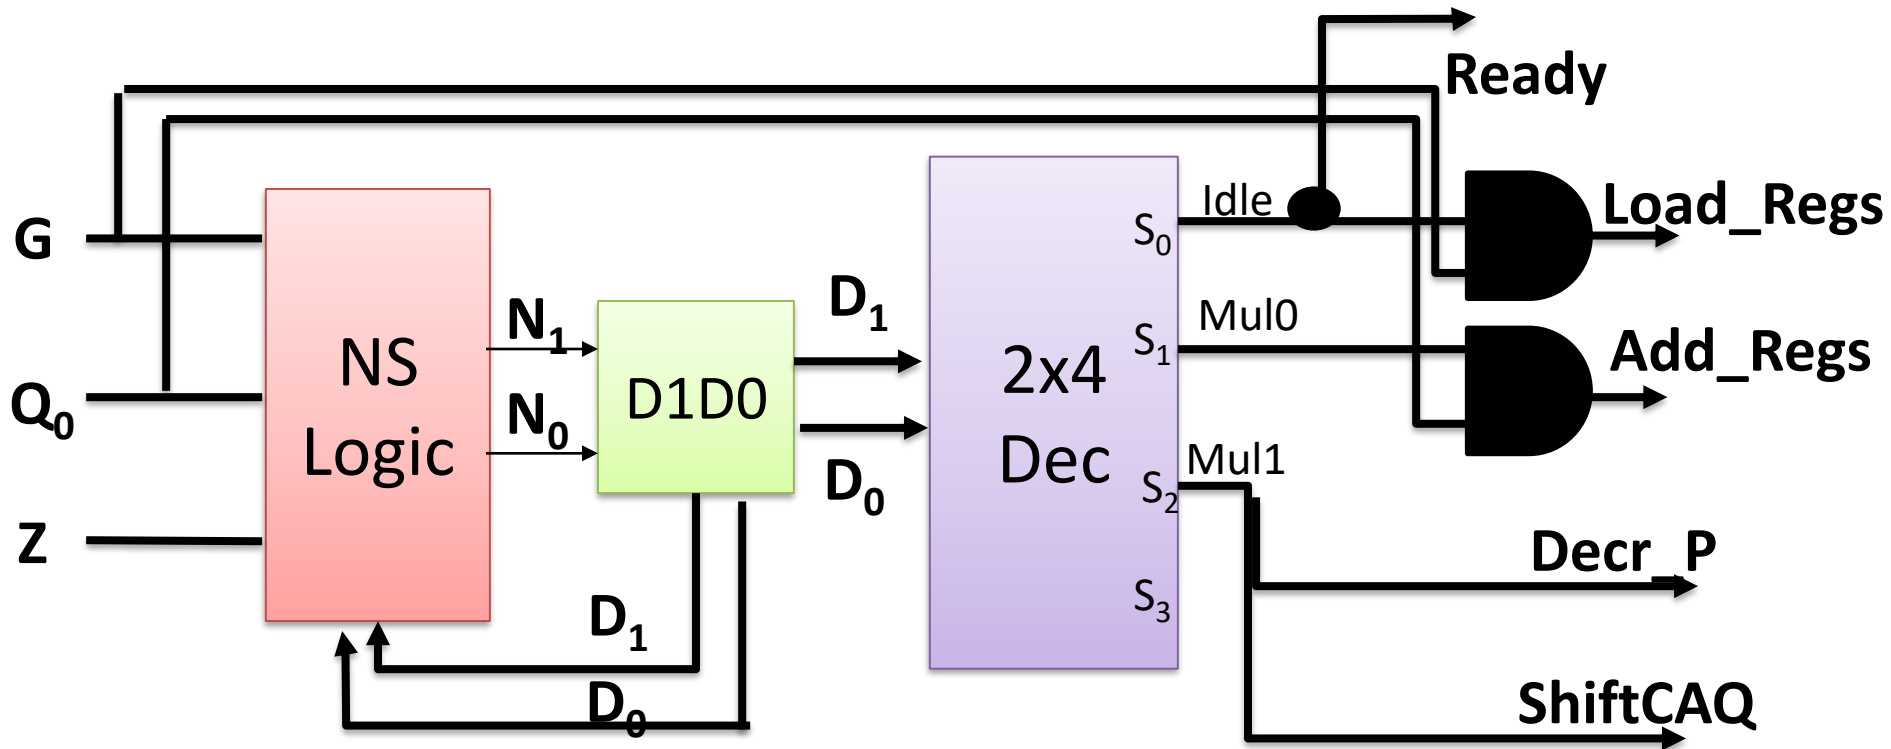 Ready
G
Q0
Z
NS
Logic
N1
N0
D1D0
D1
D0
D1
D0
2x4
Dec
S0
S1
S2
S3
Idle
Mul0
Mul1
Load_Regs
Add_Regs
Decr_P
ShiftCAQ